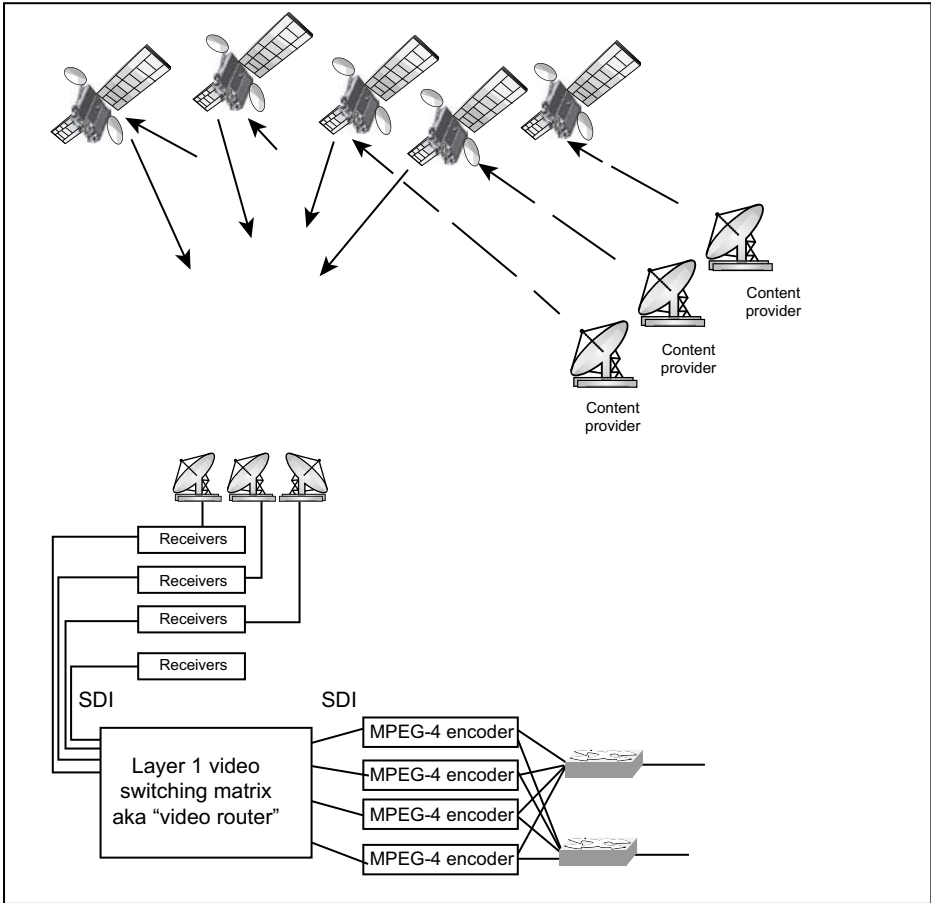 Content
provider
Content
provider
Content
provider
Receivers
Receivers
Receivers
Receivers
SDI
SDI
Layer 1 video
switching matrix
aka “video router”
MPEG-4 encoder
MPEG-4 encoder
MPEG-4 encoder
MPEG-4 encoder